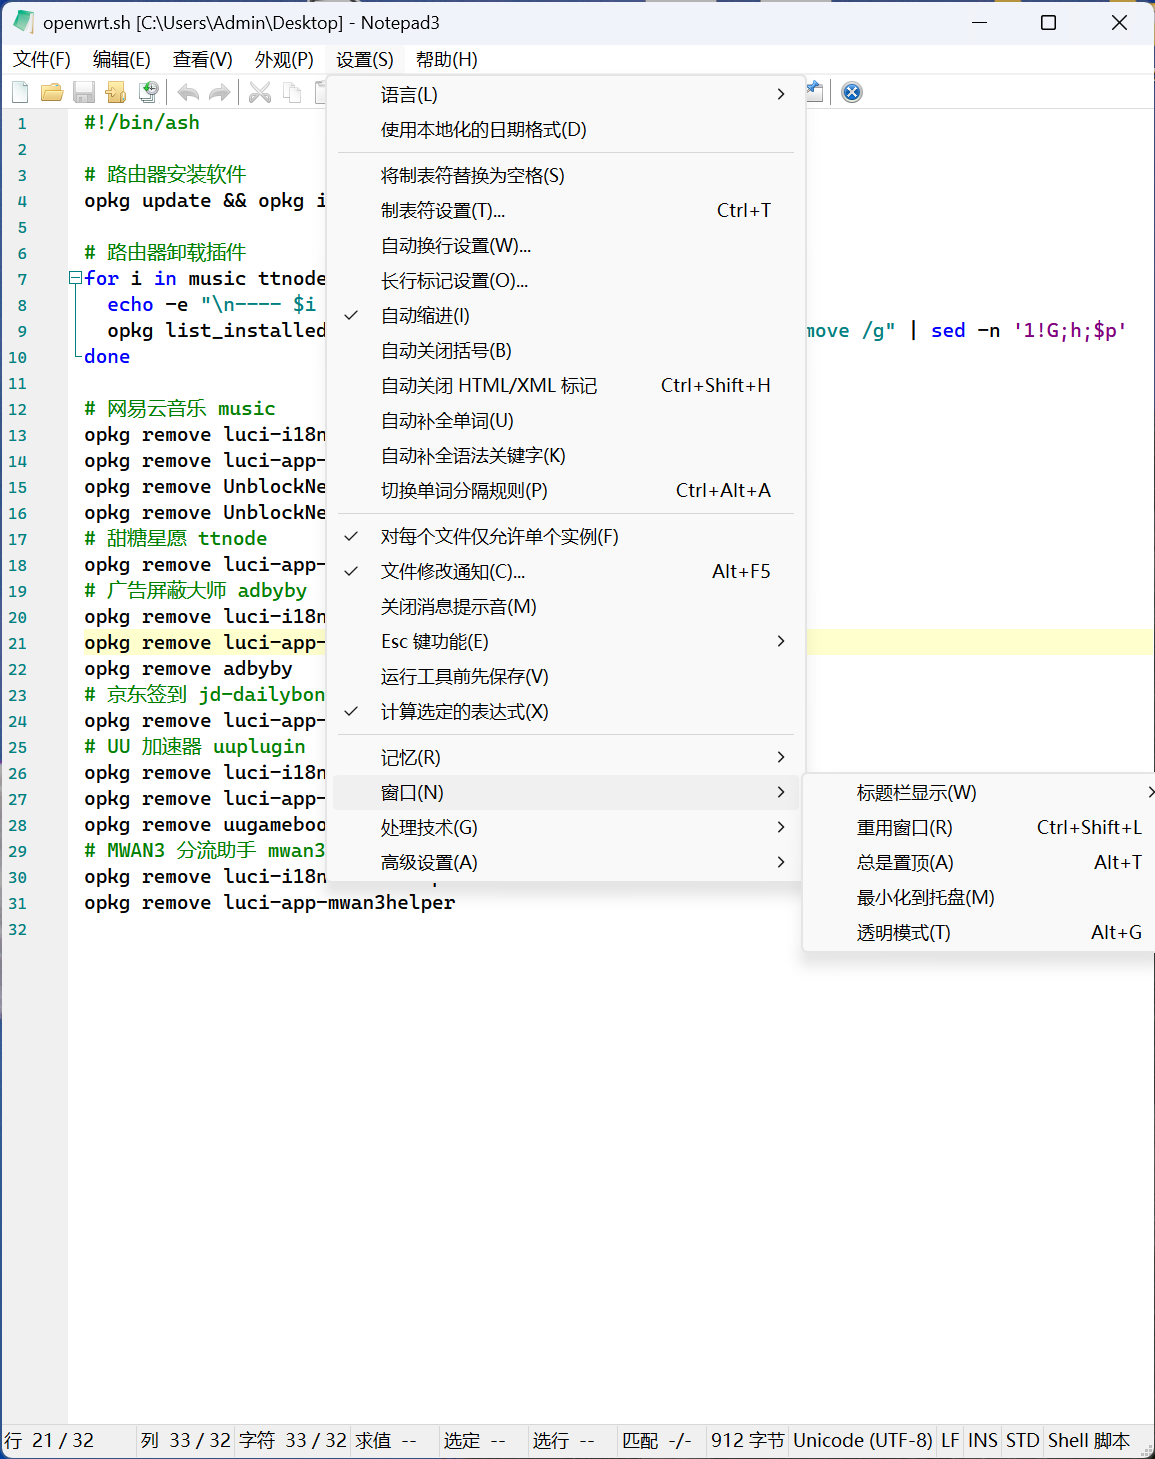 openwrt.sh [C:\Users\Admin\Desktop] - Notepad3
文件(F) 编辑(E) 查看(V) 外观(P) 设置(S) 帮助(H)
1 #!/bin/ash
2
3 # 路由器安装软件
4 opkg update && opkg i
5
6 # 路由器卸载插件
7 for i in music ttnode
8 echo -e "\n---- $i
9 opkg list_installed move /g" | sed -n '1!G;h;$p'
10 done
11
12 # 网易云音乐 music
13 opkg remove luci-i18n
14 opkg remove luci-app-
15 opkg remove UnblockNe
16 opkg remove UnblockNe
17 # 甜糖星愿 ttnode
18 opkg remove luci-app-
19 # 广告屏蔽大师 adbyby
20 opkg remove luci-i18n
21 opkg remove luci-app-
22 opkg remove adbyby
23 # 京东签到 jd-dailybon
24 opkg remove luci-app-
25 # UU 加速器 uuplugin
26 opkg remove luci-i18n
27 opkg remove luci-app-
28 opkg remove uugameboo
29 # MWAN3 分流助手 mwan3
30 opkg remove luci-i18n
31 opkg remove luci-app-mwan3helper
32
语言(L)
使用本地化的日期格式(D)
将制表符替换为空格(S)
制表符设置(T)... Ctrl+T
自动换行设置(W)...
长行标记设置(O)...
自动缩进(I)
自动关闭括号(B)
自动关闭 HTML/XML 标记 Ctrl+Shift+H
自动补全单词(U)
自动补全语法关键字(K)
切换单词分隔规则(P) Ctrl+Alt+A
对每个文件仅允许单个实例(F)
文件修改通知(C)... Alt+F5
关闭消息提示音(M)
Esc 键功能(E)
运行工具前先保存(V)
计算选定的表达式(X)
记忆(R)
窗口(N)
处理技术(G)
高级设置(A)
标题栏显示(W)
重用窗口(R) Ctrl+Shift+L
总是置顶(A) Alt+T
最小化到托盘(M)
透明模式(T) Alt+G
行 21 / 32 列 33 / 32 字符 33 / 32 求值 -- 选定 -- 选行 -- 匹配 -/- 912 字节 Unicode (UTF-8) LF INS STD Shell 脚本